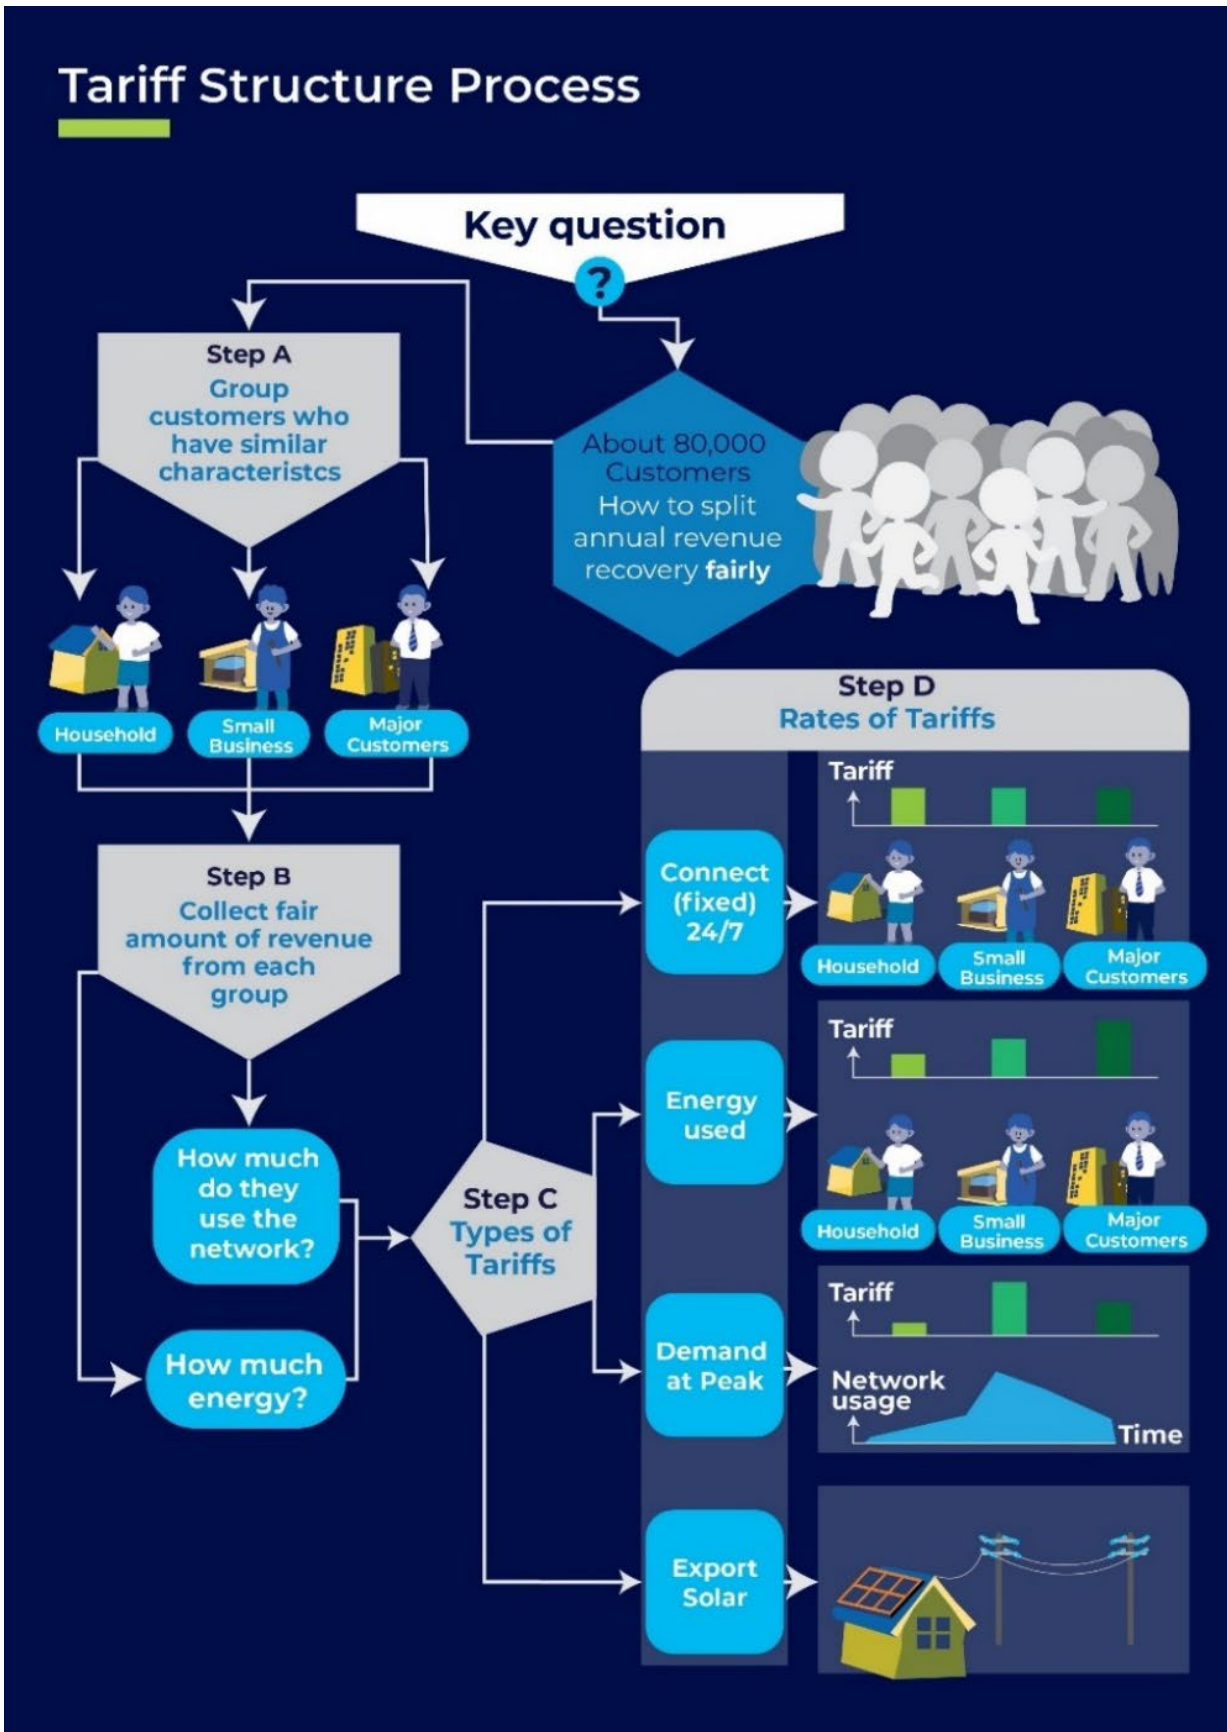 Tariff Structure Process
Key question
?
About 80,000
Customers
How to split
annual revenue
recovery fairly
Step A
Group
customers who
have similar
characteristcs
Household
Small
Business
Major
Customers
Step B
Collect fair
amount of revenue
from each
group
How much
do they
use the
network?
How much
energy?
Step C
Types of
Tariffs
Step D
Rates of Tariffs
Connect
(fixed)
24/7
Tariff
Household
Small
Business
Major
Customers
Energy
used
Tariff
Household
Small
Business
Major
Customers
Demand
at Peak
Tariff
Network
usage
Time
Export
Solar